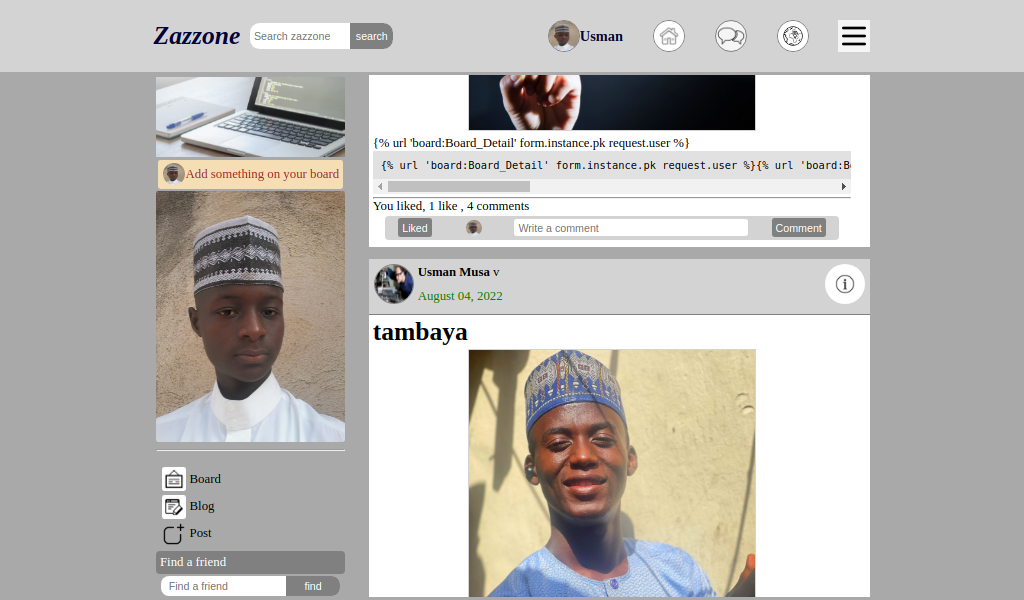 Zazzone
Search zazzone search
Usman
Add something on your board
Board
Blog
Post
Find a friend
Find a friend find
{% url 'board:Board_Detail' form.instance.pk request.user %}
{% url 'board:Board_Detail' form.instance.pk request.user %}{% url 'board:B
You liked, 1 like , 4 comments
Liked Write a comment Comment
Usman Musa v
August 04, 2022
tambaya